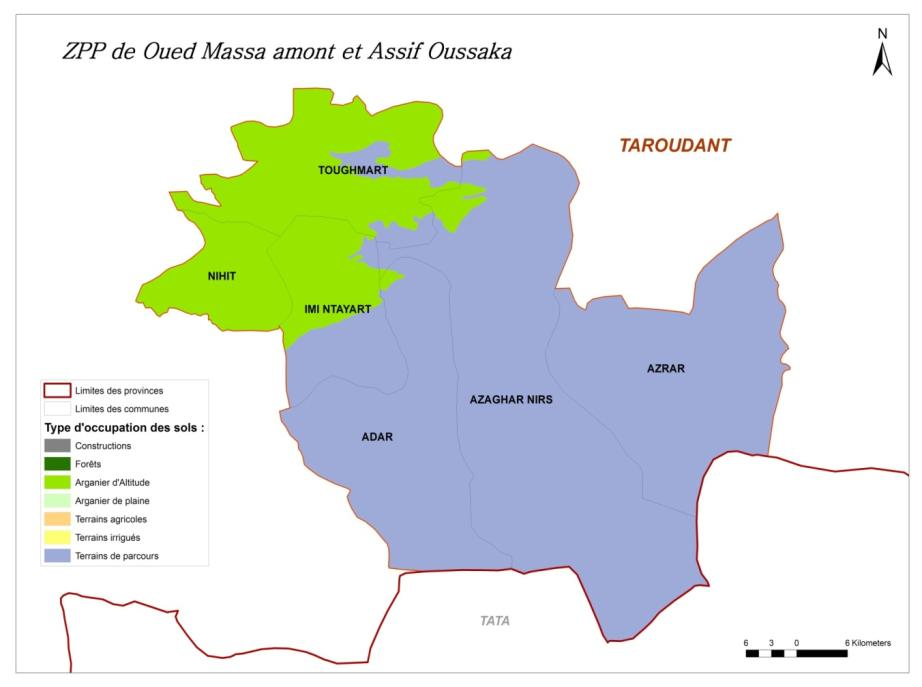 ZPP de Oued Massa amont et Assif Oussaka
N
TAROUDANT
TOUGHMART
NIHIT
IMI NTAYART
AZRAR
AZAGHAR NIRS
ADAR
Limites des provinces
Limites des communes
Type d'occupation des sols :
Constructions
Forêts
Arganier d'Altitude
Arganier de plaine
Terrains agricoles
Terrains irrigués
Terrains de parcours
TATA
6 3 0 6 Kilometers